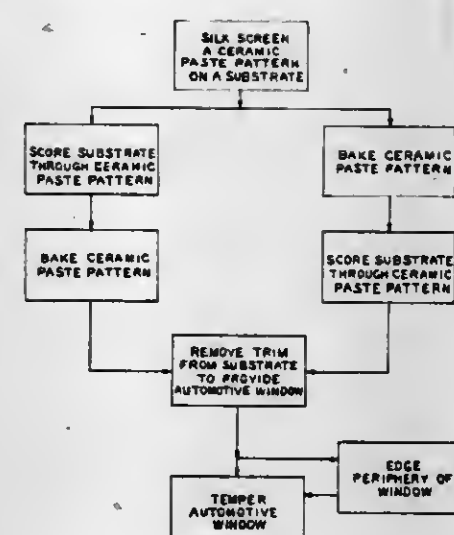 SILK SCREEN
A CERAMIC
PASTE PATTERN
ON A SUBSTRATE
SCORE SUBSTRATE
THROUGH CERAMIC
PASTE PATTERN
BAKE CERAMIC
PASTE PATTERN
BAKE CERAMIC
PASTE PATTERN
SCORE SUBSTRATE
THROUGH CERAMIC
PASTE PATTERN
REMOVE TRIM
FROM SUBSTRATE
TO PROVIDE
AUTOMOTIVE WINDOW
EDGE
PERIPHERY OF
WINDOW
TEMPER
AUTOMOTIVE
WINDOW